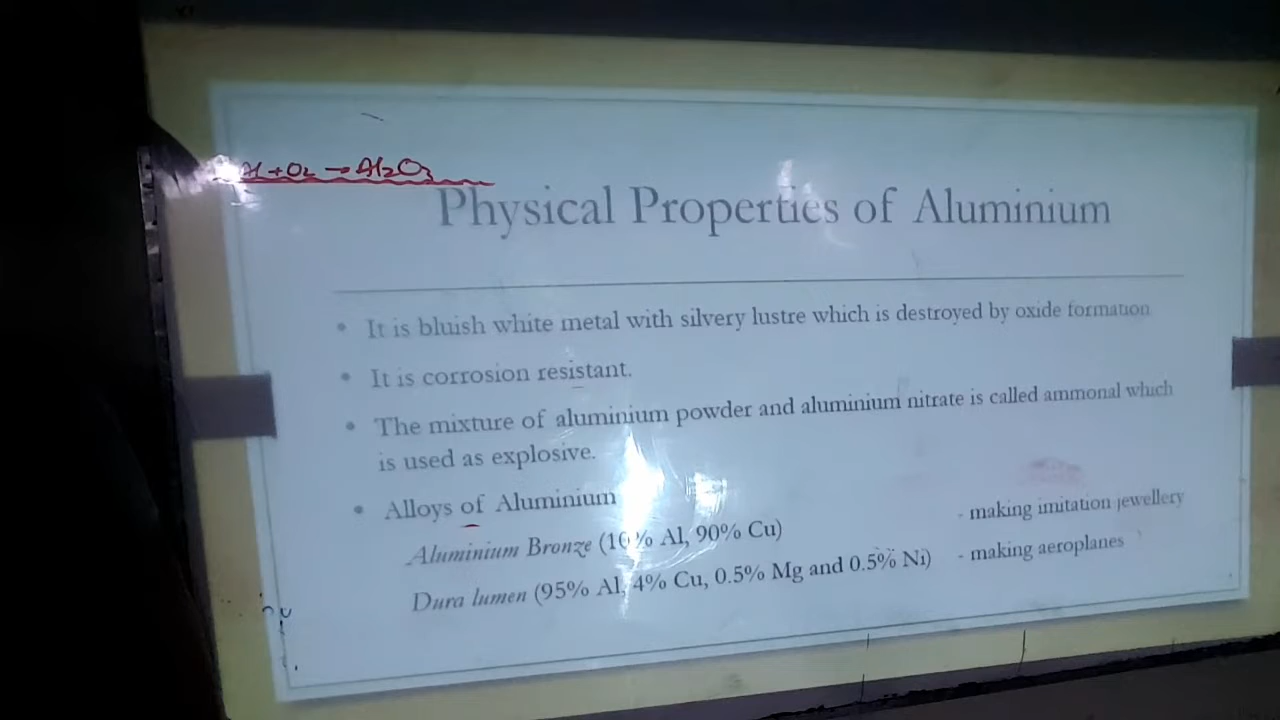 Al + O2 → Al2O3
Physical Properties of Aluminium
• It is bluish white metal with silvery lustre which is destroyed by oxide formation
• It is corrosion resistant.
• The mixture of aluminium powder and aluminium nitrate is called ammonal which
is used as explosive.
• Alloys of Aluminium
Aluminium Bronze (10% Al, 90% Cu) - making imitation jewellery
Dura lumen (95% Al, 4% Cu, 0.5% Mg and 0.5% Ni) - making aeroplanes